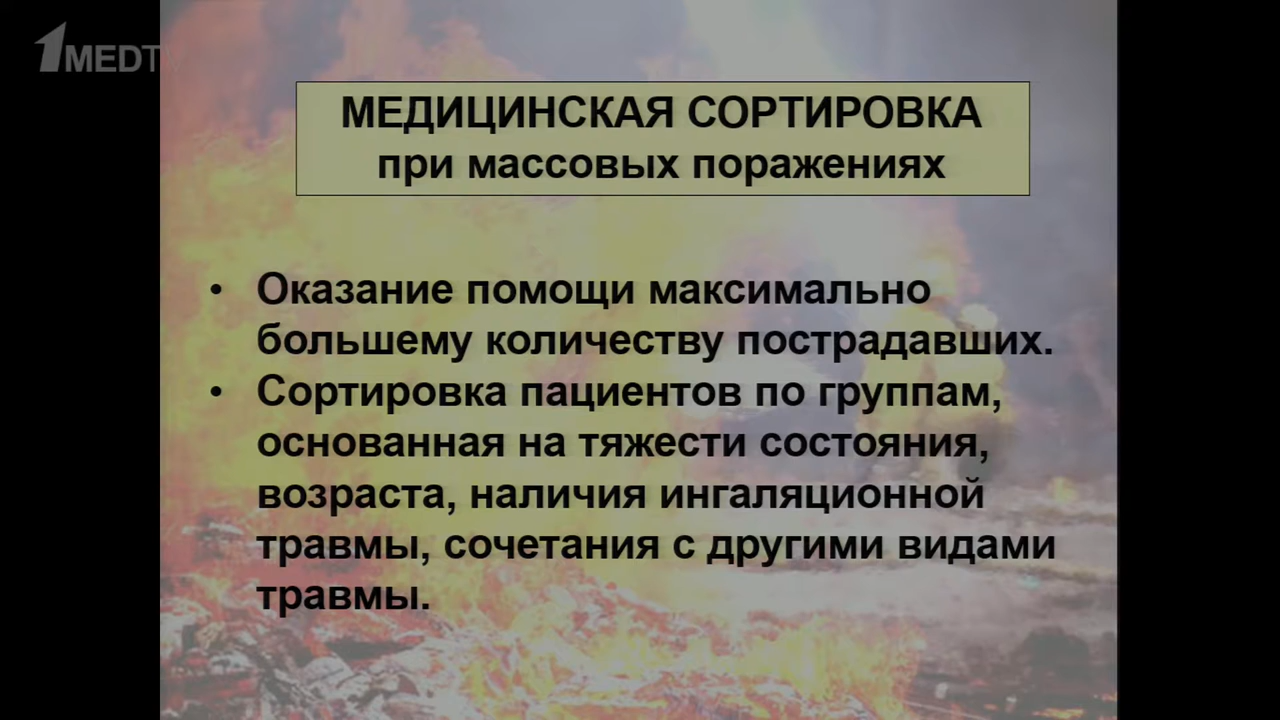 1MEDTV
МЕДИЦИНСКАЯ СОРТИРОВКА
при массовых поражениях
• Оказание помощи максимально
большему количеству пострадавших.
• Сортировка пациентов по группам,
основанная на тяжести состояния,
возраста, наличия ингаляционной
травмы, сочетания с другими видами
травмы.